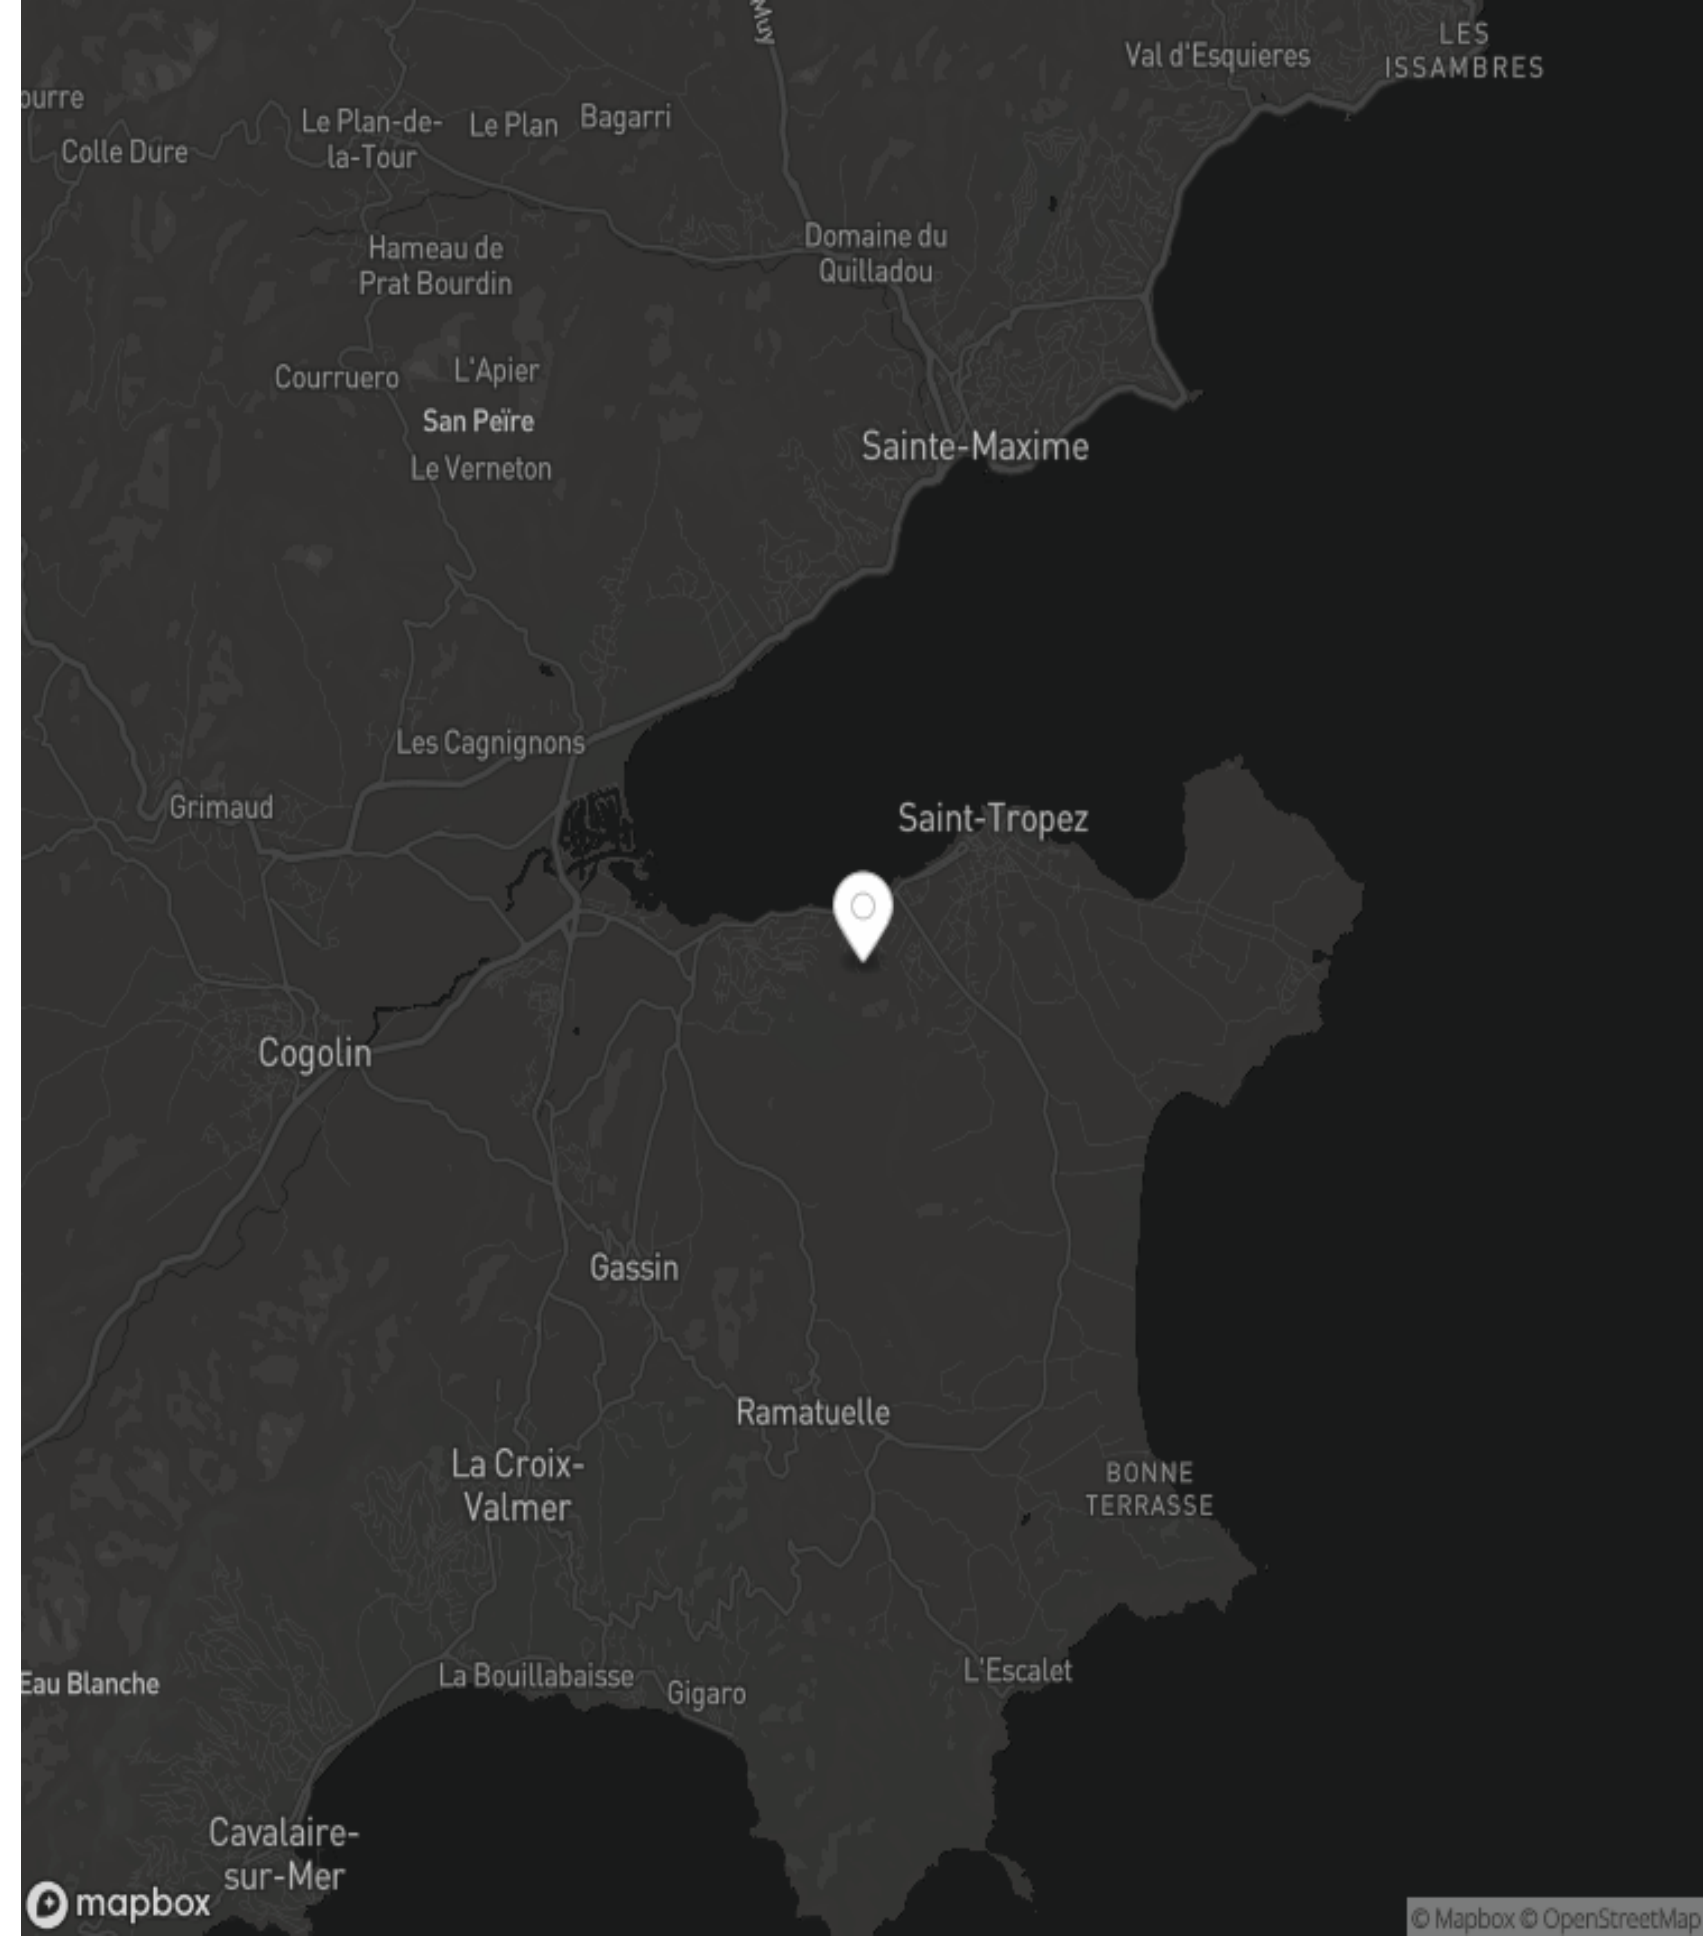 Muy
Val d'Esquieres
LES
ISSAMBRES
ourre
Colle Dure
Le Plan-de-
la-Tour
Le Plan
Bagarri
Domaine du
Quilladou
Hameau de
Prat Bourdin
Courruero
L'Apier
San Peïre
Le Verneton
Sainte-Maxime
Les Cagnignons
Grimaud
Saint-Tropez
Cogolin
Gassin
Ramatuelle
La Croix-
Valmer
BONNE
TERRASSE
Eau Blanche
La Bouillabaisse
Gigaro
L'Escalet
Cavalaire-
sur-Mer
mapbox
© Mapbox © OpenStreetMap